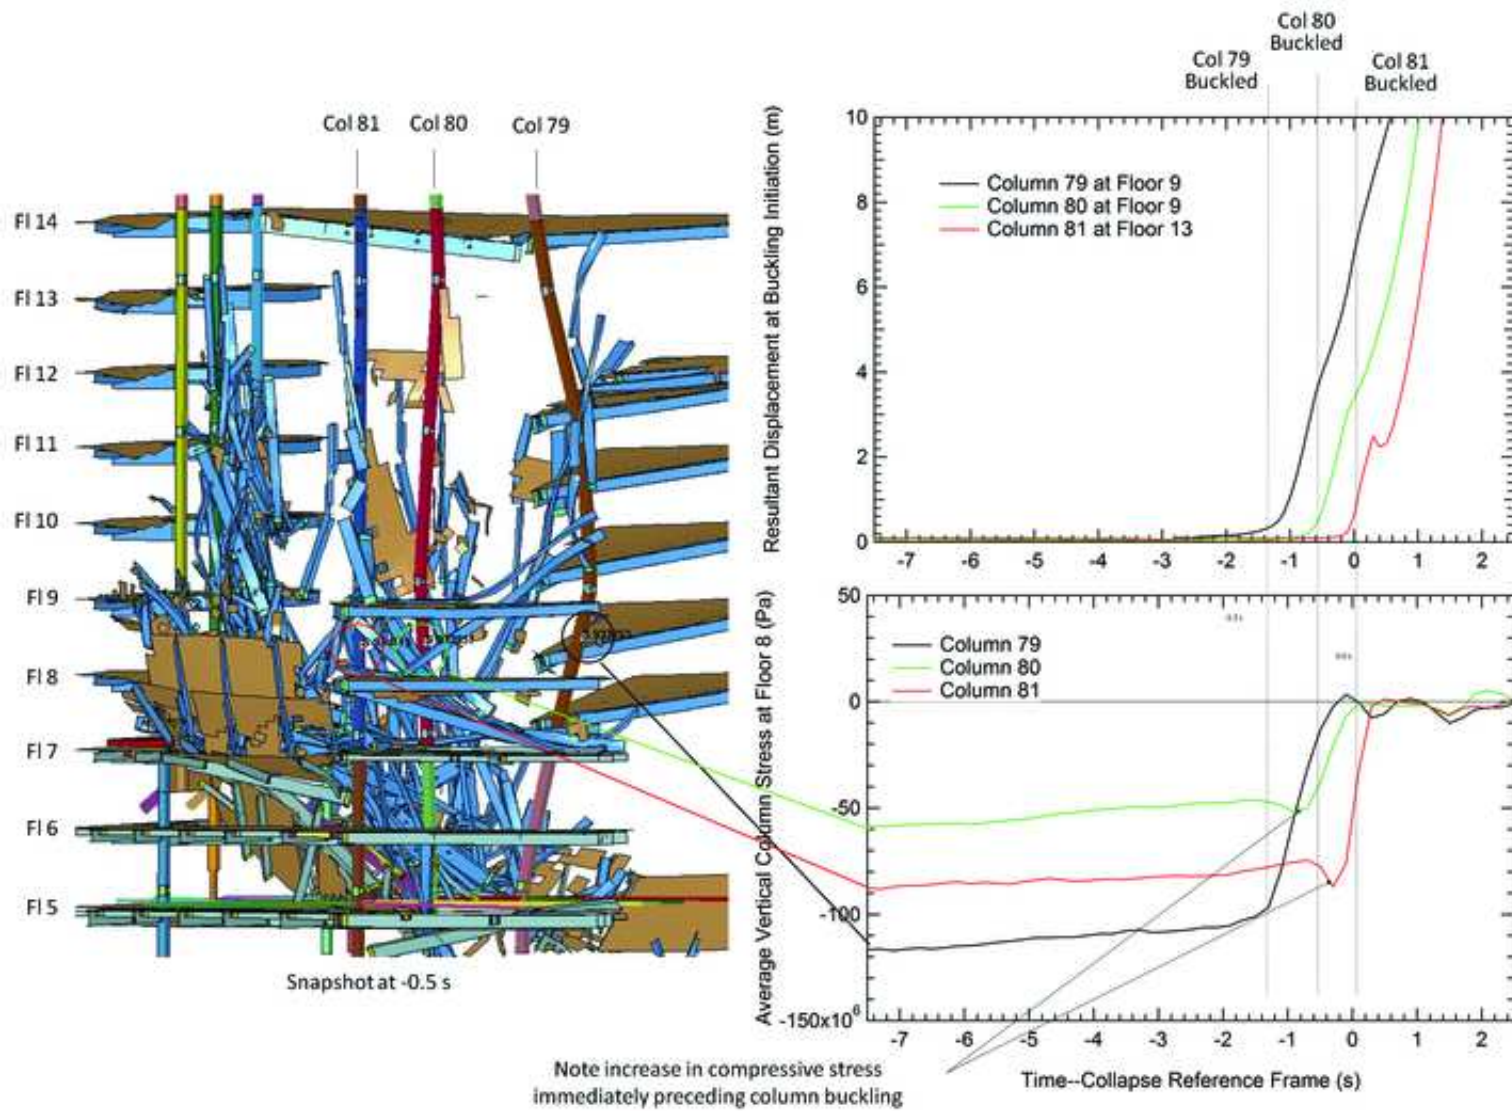 Col 81
Col 80
Col 79
Fl 14
Fl 13
Fl 12
Fl 11
Fl 10
Fl 9
Fl 8
Fl 7
Fl 6
Fl 5
Snapshot at -0.5 s
Col 79
Buckled
Col 80
Buckled
Col 81
Buckled
Resultant Displacement at Buckling Initiation (m)
10
8
6
4
2
0
Column 79 at Floor 9
Column 80 at Floor 9
Column 81 at Floor 13
-7 -6 -5 -4 -3 -2 -1 0 1 2
Average Vertical Column Stress at Floor 8 (Pa)
50
0
-50
-100
-150x10⁶
Column 79
Column 80
Column 81
-7 -6 -5 -4 -3 -2 -1 0 1 2
Time--Collapse Reference Frame (s)
Note increase in compressive stress
immediately preceding column buckling